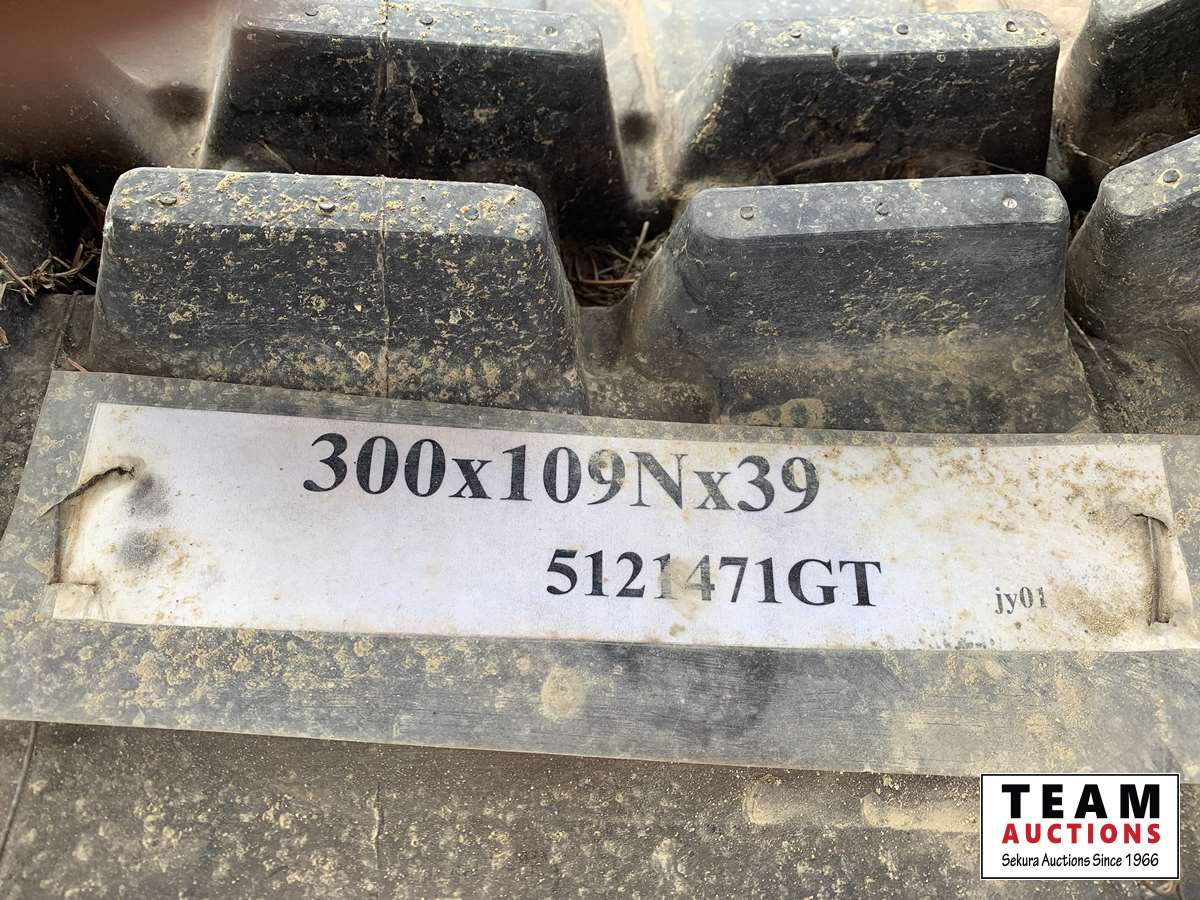 300x109Nx39
5121471GT
jy01
TEAM
AUCTIONS
Sekura Auctions Since 1966